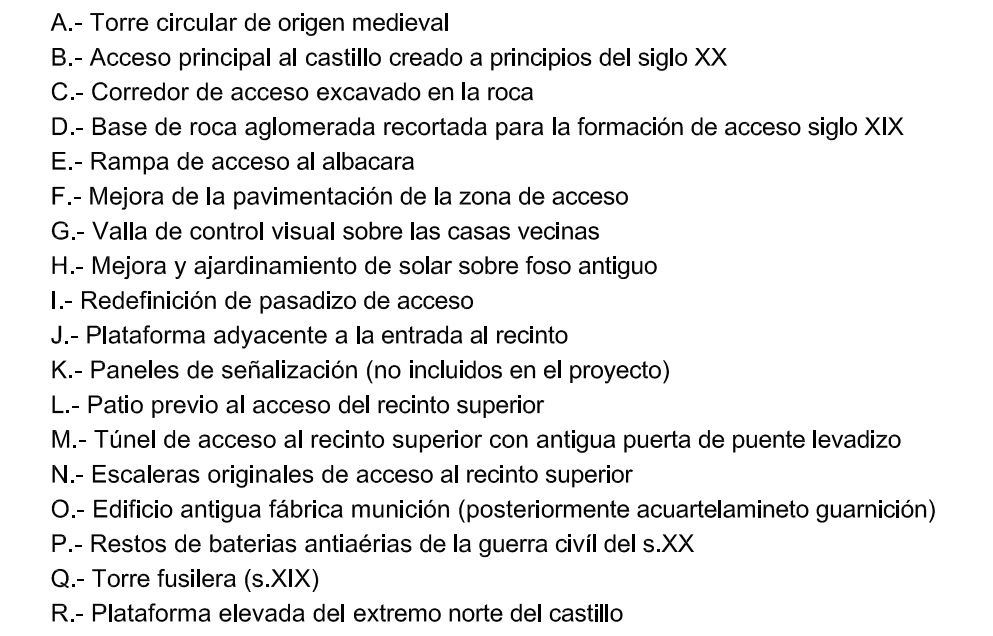 A.- Torre circular de origen medieval
B.- Acceso principal al castillo creado a principios del siglo XX
C.- Corredor de acceso excavado en la roca
D.- Base de roca aglomerada recortada para la formación de acceso siglo XIX
E.- Rampa de acceso al albacara
F.- Mejora de la pavimentación de la zona de acceso
G.- Valla de control visual sobre las casas vecinas
H.- Mejora y ajardinamiento de solar sobre foso antiguo
I.- Redefinición de pasadizo de acceso
J.- Plataforma adyacente a la entrada al recinto
K.- Paneles de señalización (no incluidos en el proyecto)
L.- Patio previo al acceso del recinto superior
M.- Túnel de acceso al recinto superior con antigua puerta de puente levadizo
N.- Escaleras originales de acceso al recinto superior
O.- Edificio antigua fábrica munición (posteriormente acuartelamineto guarnición)
P.- Restos de baterias antiaérias de la guerra civíl del s.XX
Q.- Torre fusilera (s.XIX)
R.- Plataforma elevada del extremo norte del castillo